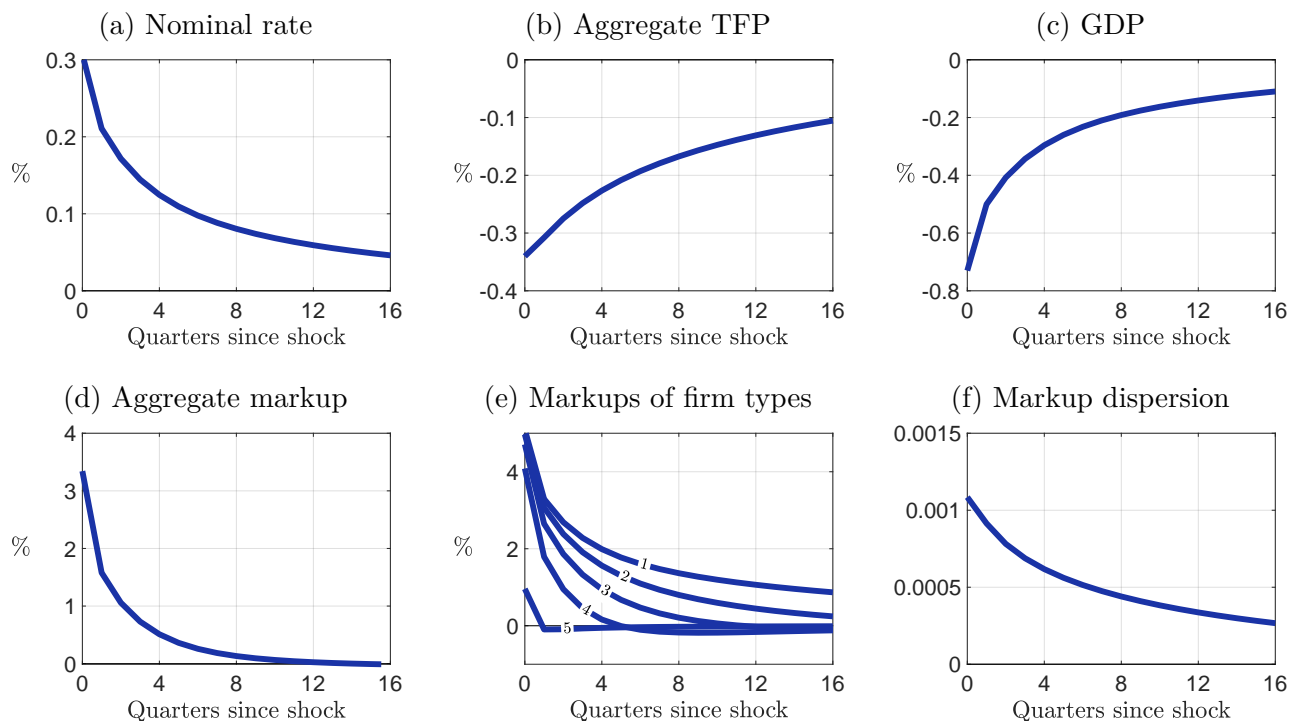 (a) Nominal rate
0.3
0.2
%
0.1
0
0 4 8 12 16
Quarters since shock
(b) Aggregate TFP
0
-0.1
% -0.2
-0.3
-0.4
0 4 8 12 16
Quarters since shock
(c) GDP
0
-0.2
% -0.4
-0.6
-0.8
0 4 8 12 16
Quarters since shock
(d) Aggregate markup
4
3
%
2
1
0
0 4 8 12 16
Quarters since shock
(e) Markups of firm types
4
%
2
0
1
2
3
4
5
0 4 8 12 16
Quarters since shock
(f) Markup dispersion
0.0015
0.001
0.0005
0
0 4 8 12 16
Quarters since shock